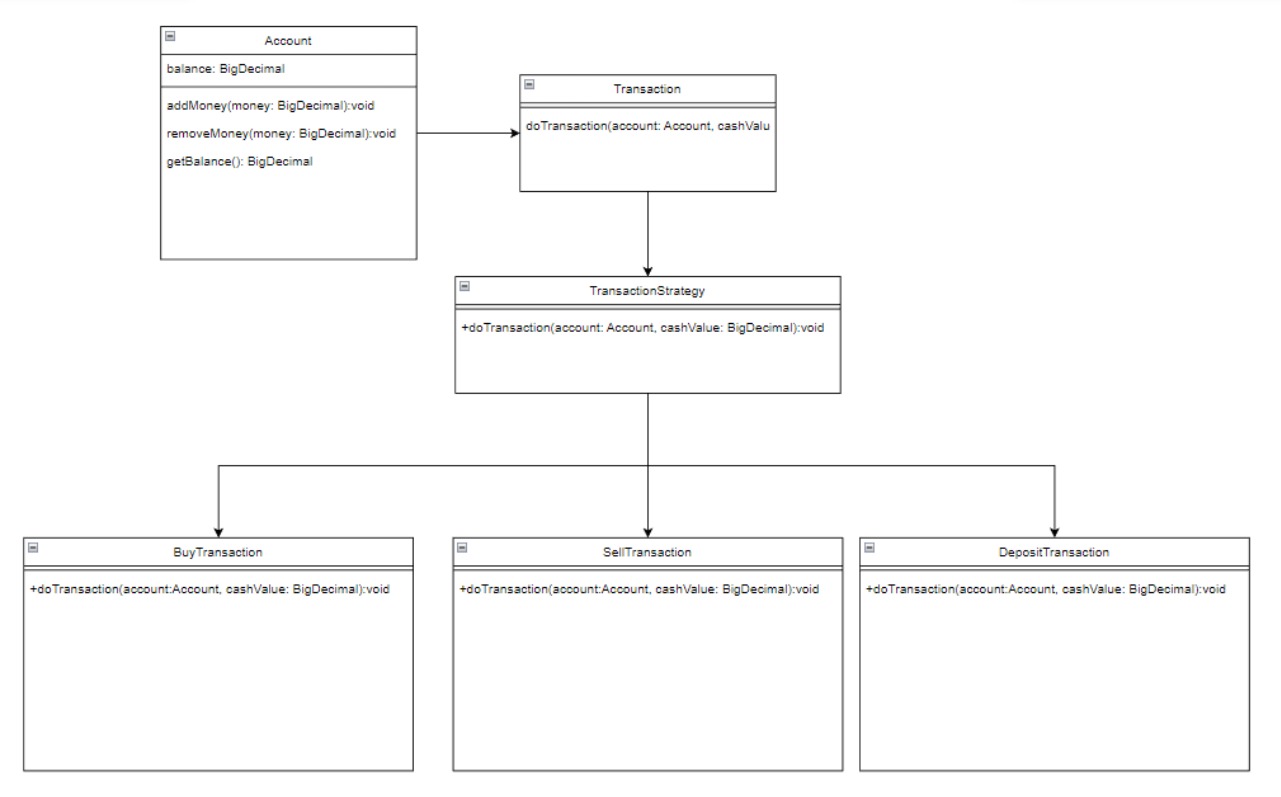 Account
balance: BigDecimal
addMoney(money: BigDecimal):void
removeMoney(money: BigDecimal):void
getBalance(): BigDecimal
Transaction
doTransaction(account: Account, cashValu
TransactionStrategy
+doTransaction(account: Account, cashValue: BigDecimal):void
BuyTransaction
+doTransaction(account:Account, cashValue: BigDecimal):void
SellTransaction
+doTransaction(account:Account, cashValue: BigDecimal):void
DepositTransaction
+doTransaction(account:Account, cashValue: BigDecimal):void